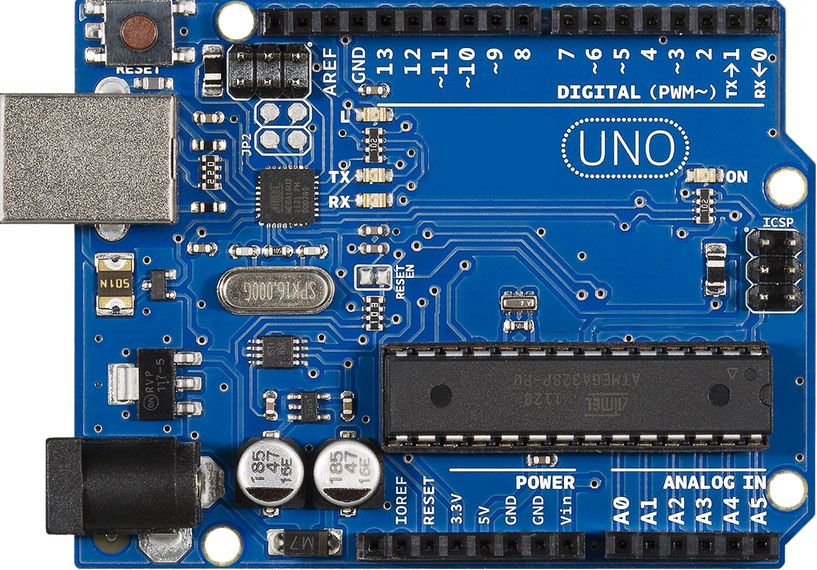 RESET
AREF
GND
13
12
~11
~10
~9
8
7
~6
~5
4
~3
2
TX→1
RX←0
DIGITAL (PWM~)
L
JP2
UNO
TX
RX
ON
ICSP
501N
SPK16.000G
RESET EN
RVP
117-5
ATMEL
1120
185
47
16E
185
47
16E
POWER
ANALOG IN
IOREF
RESET
3.3V
5V
GND
GND
Vin
A0
A1
A2
A3
A4
A5
M7